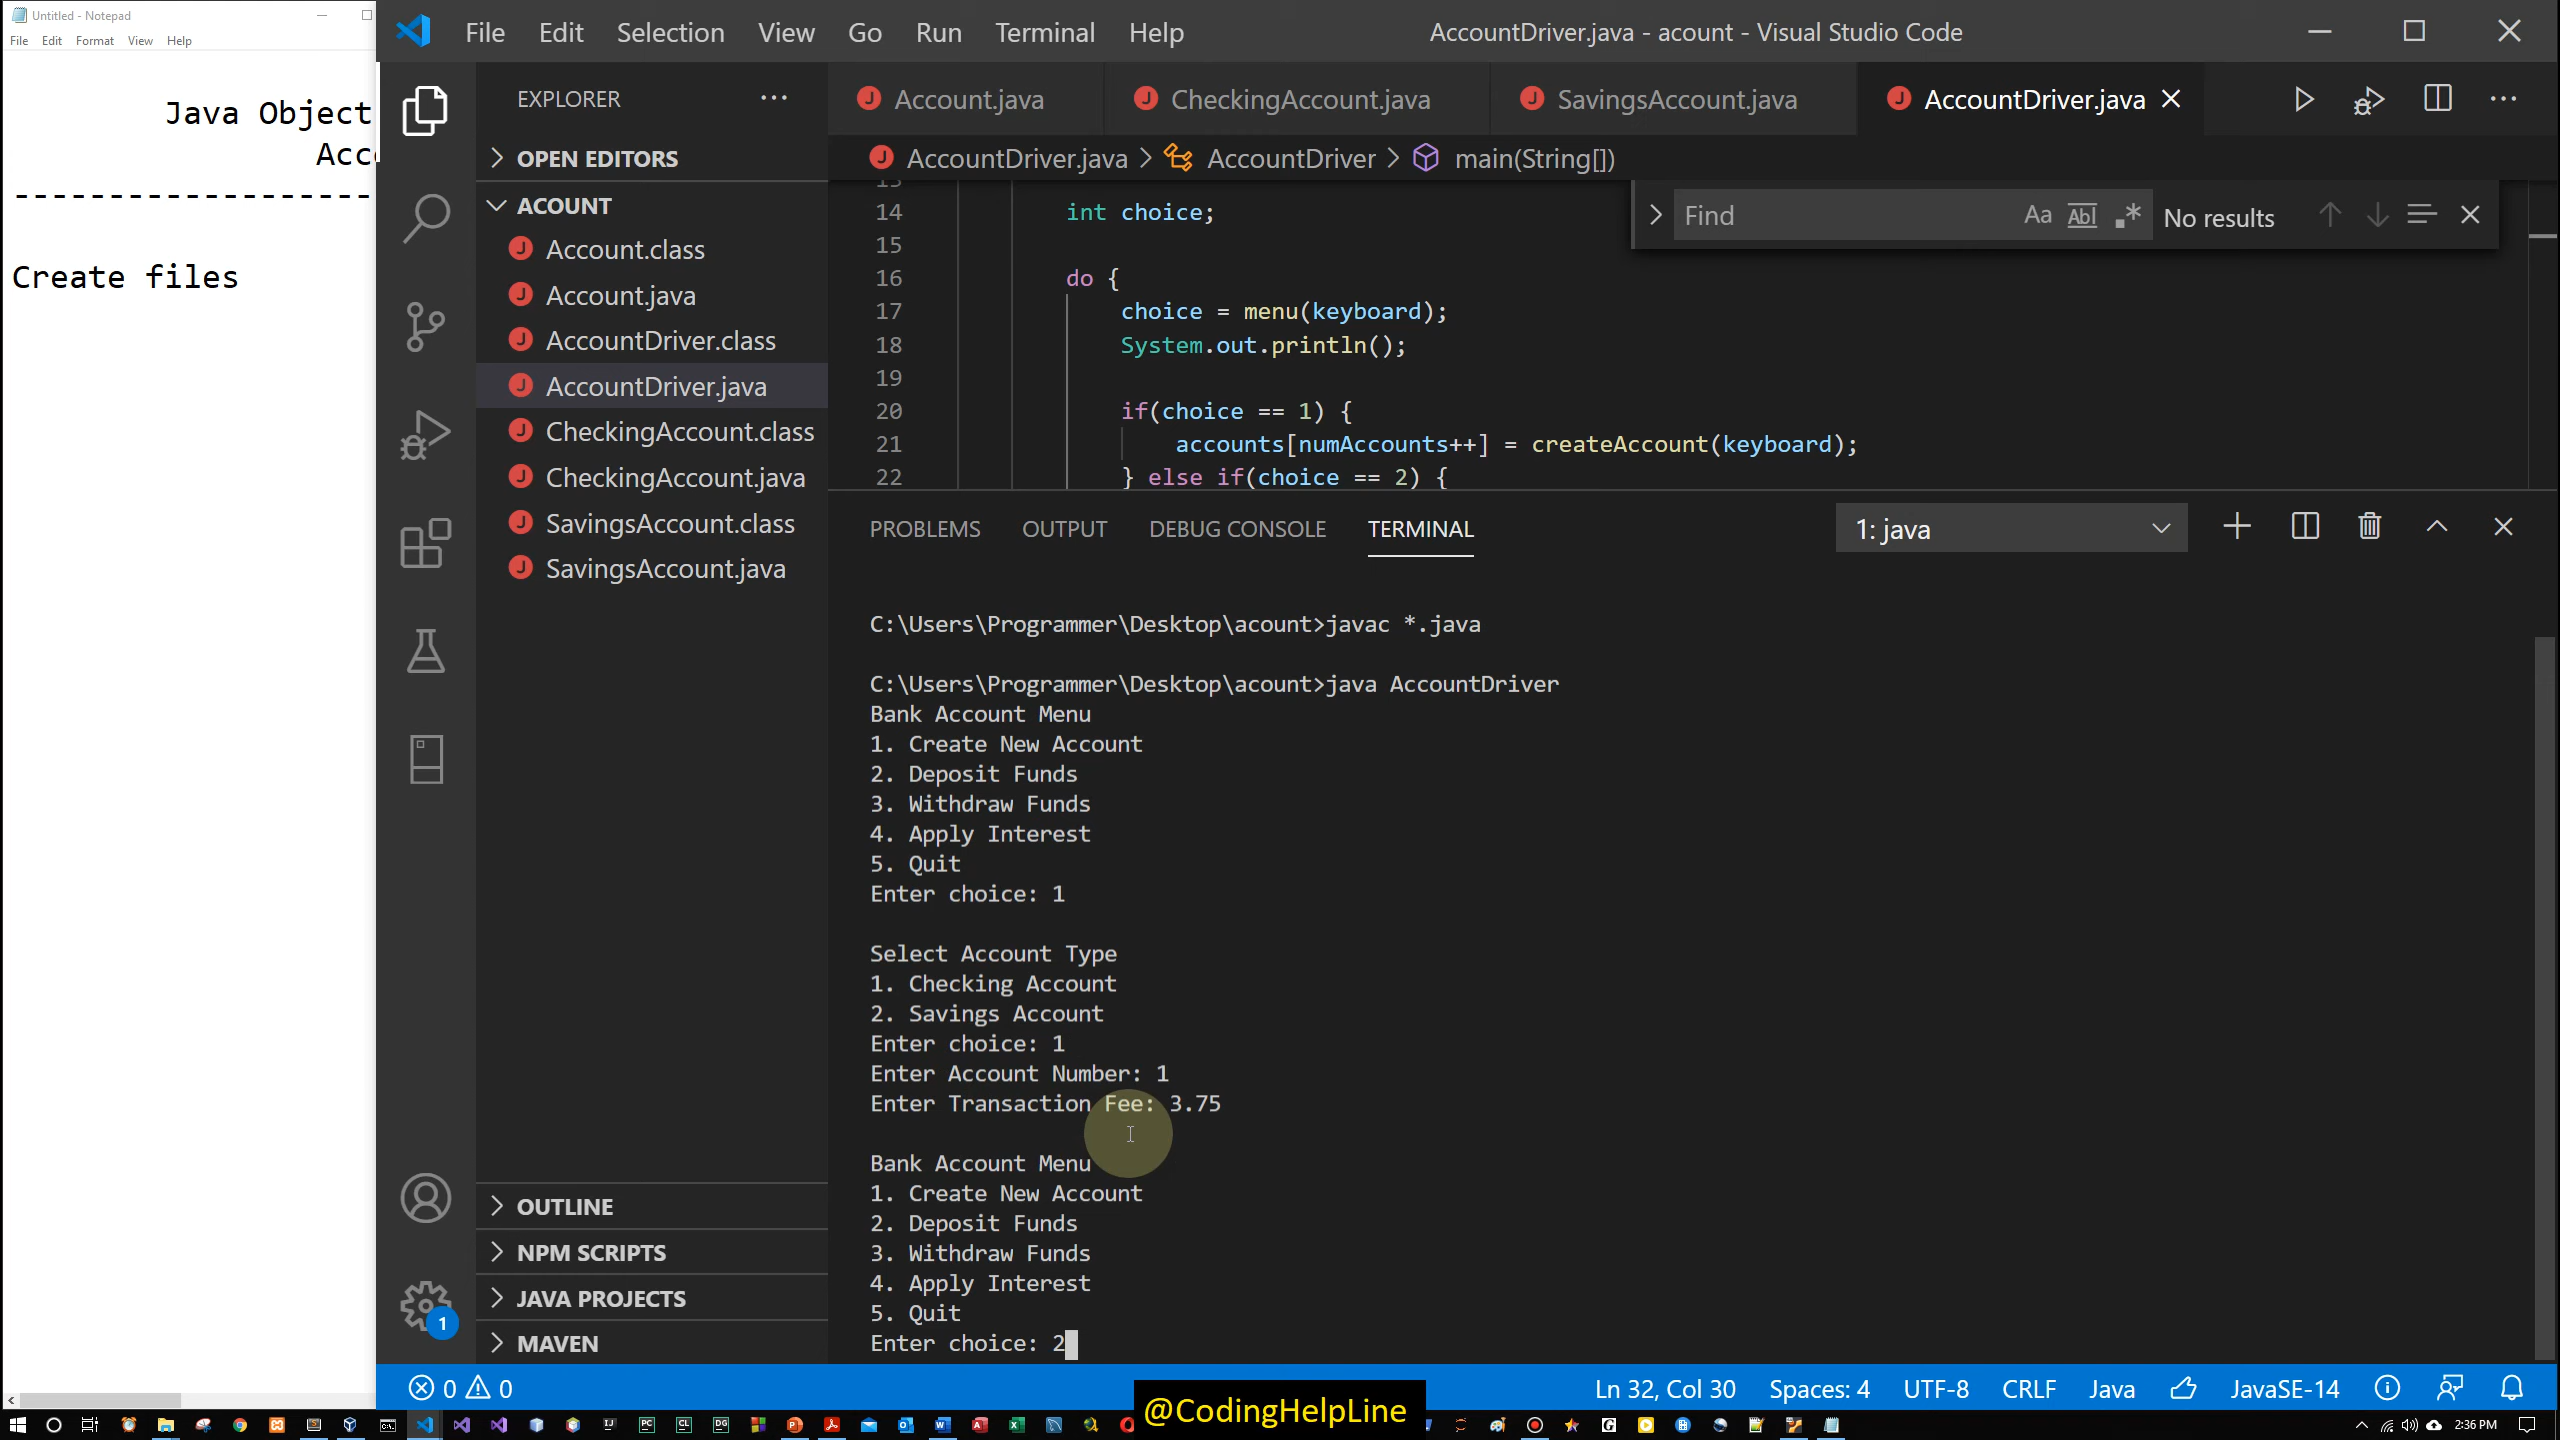 Untitled - Notepad
File Edit Format View Help
Java Object
Acc
-------------------
Create files
File Edit Selection View Go Run Terminal Help
AccountDriver.java - acount - Visual Studio Code
EXPLORER
OPEN EDITORS
ACOUNT
Account.class
Account.java
AccountDriver.class
AccountDriver.java
CheckingAccount.class
CheckingAccount.java
SavingsAccount.class
SavingsAccount.java
OUTLINE
NPM SCRIPTS
JAVA PROJECTS
MAVEN
1
Account.java CheckingAccount.java SavingsAccount.java AccountDriver.java
AccountDriver.java > AccountDriver > main(String[])
Find Aa Abl .* No results
13
14 int choice;
15
16 do {
17 choice = menu(keyboard);
18 System.out.println();
19
20 if(choice == 1) {
21 accounts[numAccounts++] = createAccount(keyboard);
22 } else if(choice == 2) {
PROBLEMS OUTPUT DEBUG CONSOLE TERMINAL
1: java
C:\Users\Programmer\Desktop\acount>javac *.java
C:\Users\Programmer\Desktop\acount>java AccountDriver
Bank Account Menu
1. Create New Account
2. Deposit Funds
3. Withdraw Funds
4. Apply Interest
5. Quit
Enter choice: 1
Select Account Type
1. Checking Account
2. Savings Account
Enter choice: 1
Enter Account Number: 1
Enter Transaction Fee: 3.75
Bank Account Menu
1. Create New Account
2. Deposit Funds
3. Withdraw Funds
4. Apply Interest
5. Quit
Enter choice: 2
0 0
Ln 32, Col 30 Spaces: 4 UTF-8 CRLF Java JavaSE-14
@CodingHelpLine
2:36 PM